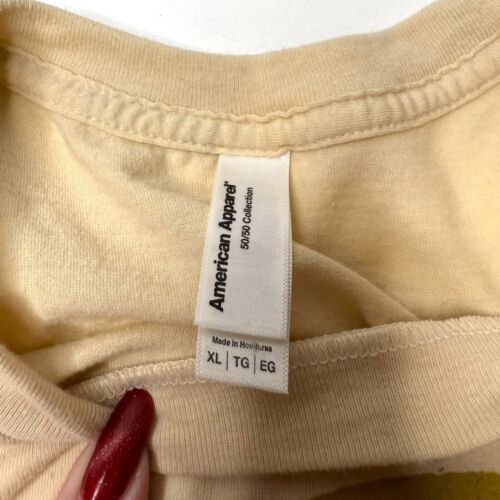 American Apparel®
50/50 Collection
Made in Honduras
XL | TG | EG